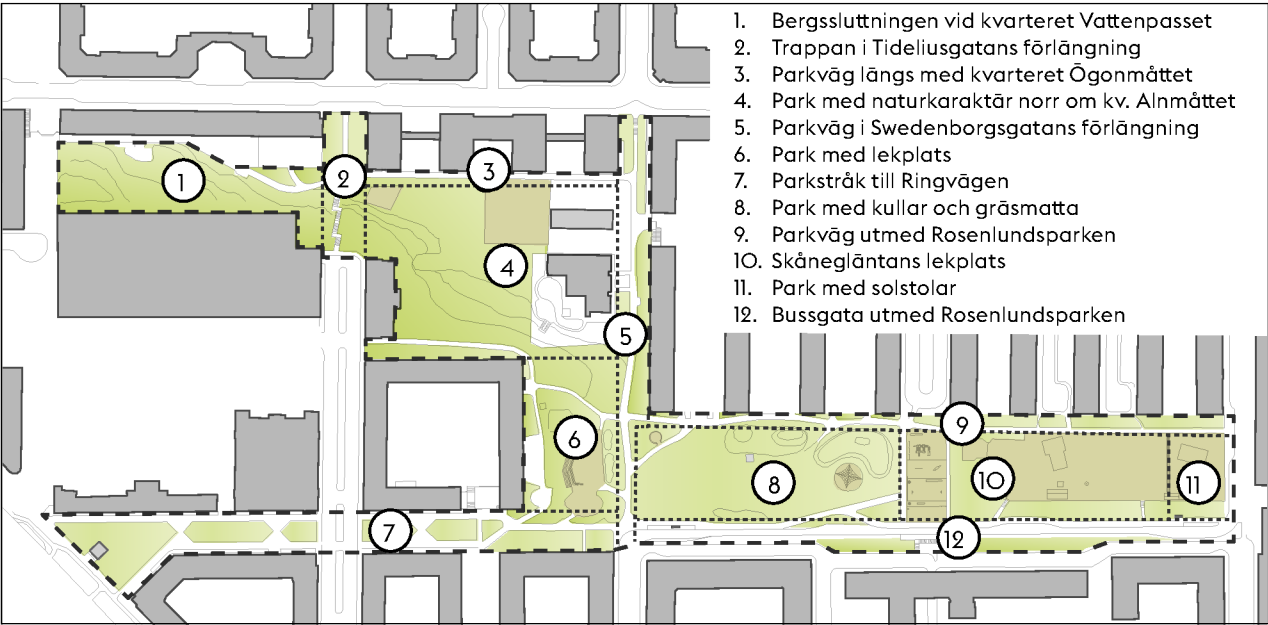 1. Bergssluttningen vid kvarteret Vattenpasset
2. Trappan i Tideliusgatans förlängning
3. Parkväg längs med kvarteret Ögonmåttet
4. Park med naturkaraktär norr om kv. Alnmåttet
5. Parkväg i Swedenborgsgatans förlängning
6. Park med lekplats
7. Parkstråk till Ringvägen
8. Park med kullar och gräsmatta
9. Parkväg utmed Rosenlundsparken
10. Skånegläntans lekplats
11. Park med solstolar
12. Bussgata utmed Rosenlundsparken
1
2
3
4
5
6
7
8
9
10
11
12